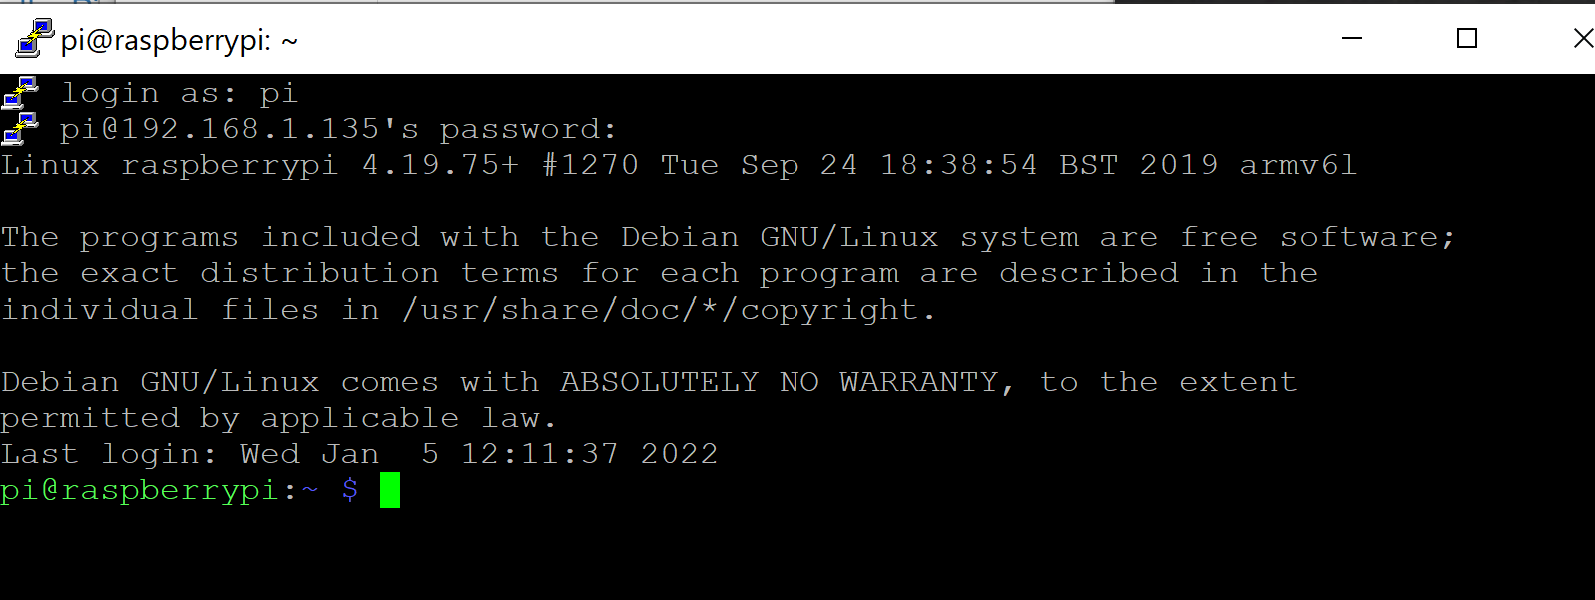 pi@raspberrypi: ~
login as: pi
pi@192.168.1.135's password:
Linux raspberrypi 4.19.75+ #1270 Tue Sep 24 18:38:54 BST 2019 armv6l
The programs included with the Debian GNU/Linux system are free software;
the exact distribution terms for each program are described in the
individual files in /usr/share/doc/*/copyright.
Debian GNU/Linux comes with ABSOLUTELY NO WARRANTY, to the extent
permitted by applicable law.
Last login: Wed Jan  5 12:11:37 2022
pi@raspberrypi:~ $